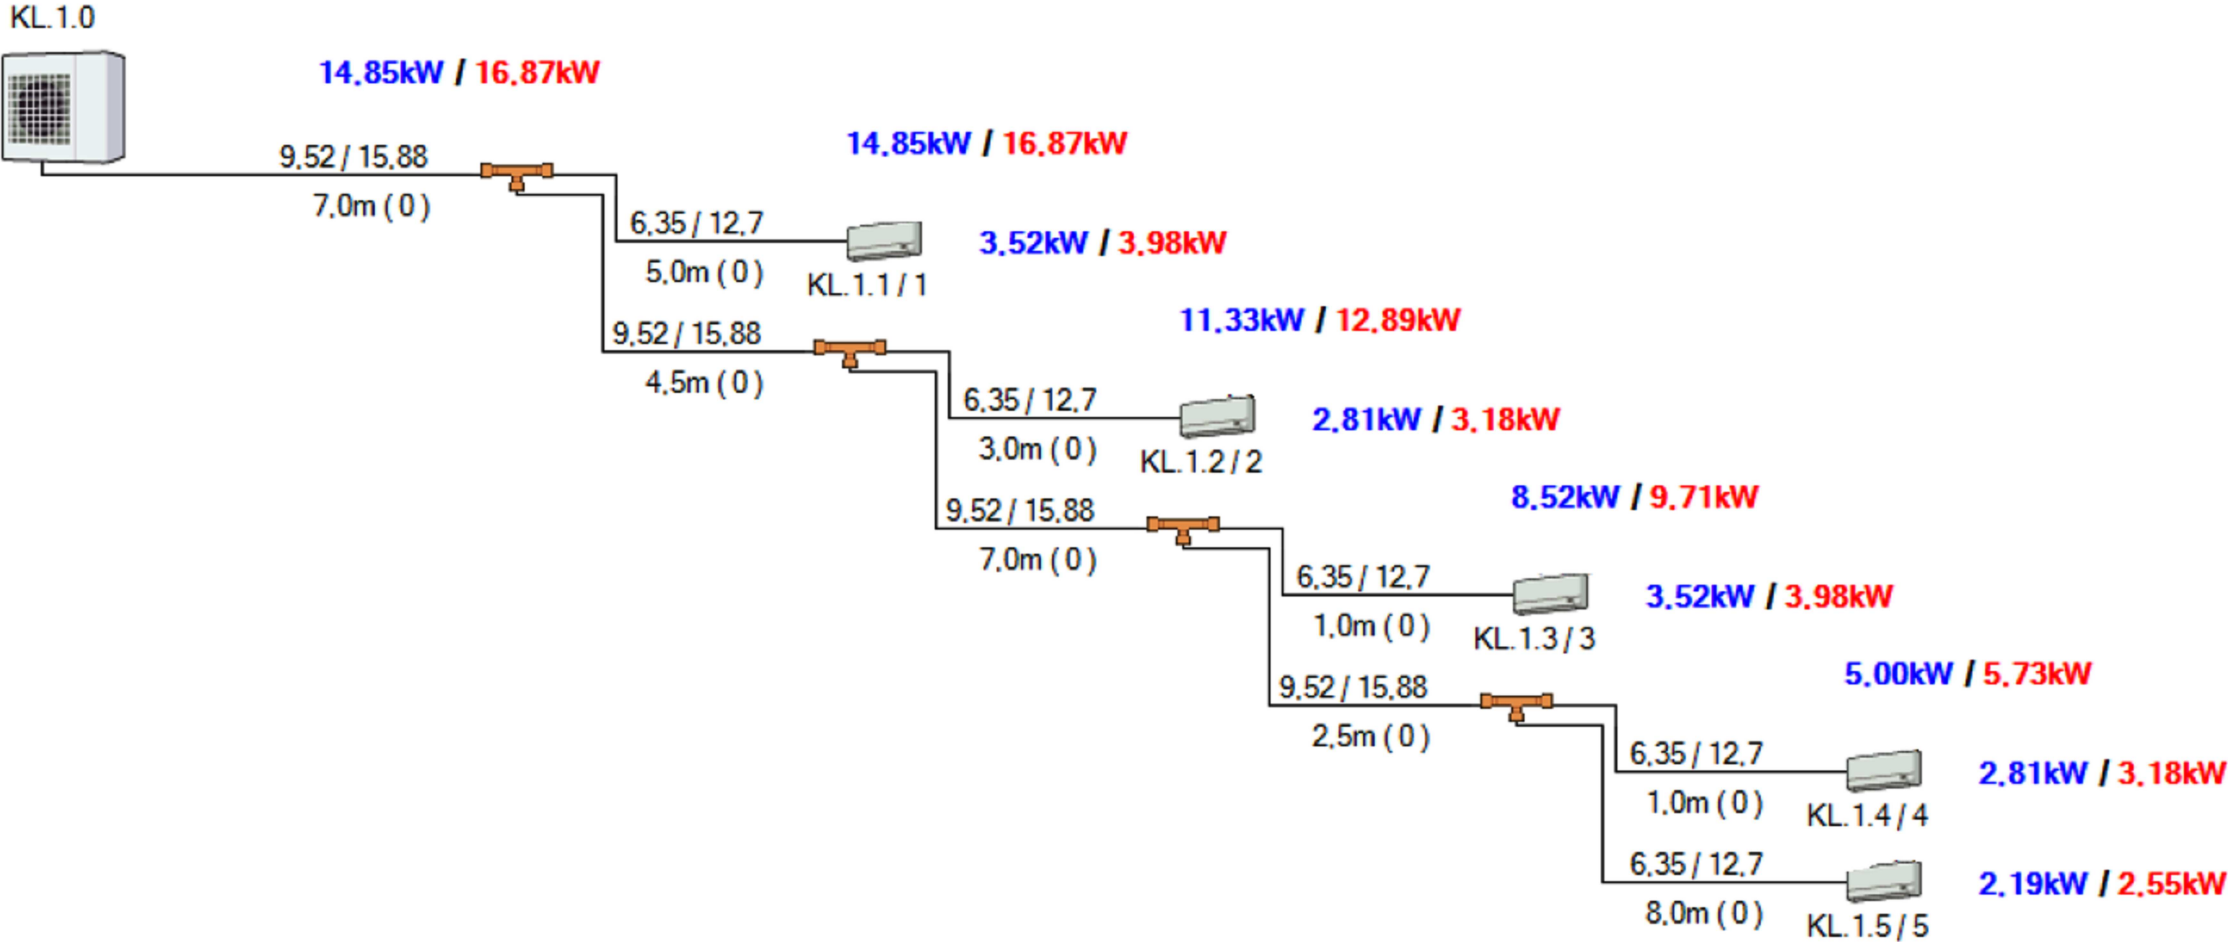 KL.1.0
14.85kW / 16.87kW
9.52 / 15.88
7.0m ( 0 )
14.85kW / 16.87kW
6.35 / 12.7
5.0m ( 0 )
KL.1.1 / 1
3.52kW / 3.98kW
9.52 / 15.88
4.5m ( 0 )
11.33kW / 12.89kW
6.35 / 12.7
3.0m ( 0 )
KL.1.2 / 2
2.81kW / 3.18kW
9.52 / 15.88
7.0m ( 0 )
8.52kW / 9.71kW
6.35 / 12.7
1.0m ( 0 )
KL.1.3 / 3
3.52kW / 3.98kW
9.52 / 15.88
2.5m ( 0 )
5.00kW / 5.73kW
6.35 / 12.7
1.0m ( 0 )
KL.1.4 / 4
2.81kW / 3.18kW
6.35 / 12.7
8.0m ( 0 )
KL.1.5 / 5
2.19kW / 2.55kW